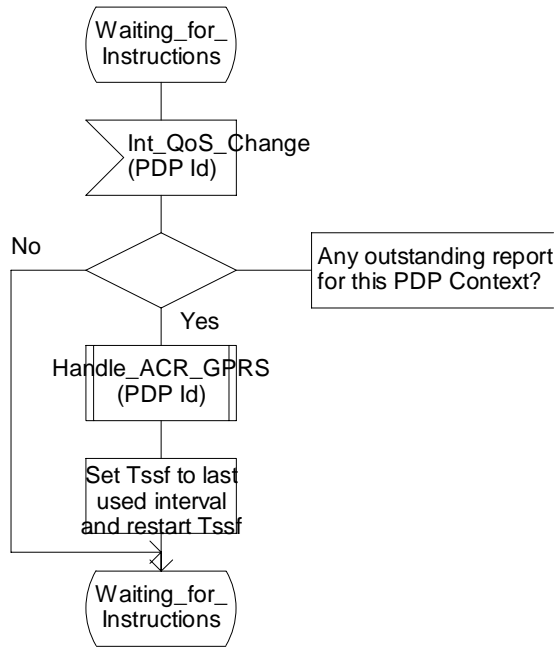 Waiting_for_
Instructions
Int_QoS_Change
(PDP Id)
No
Any outstanding report
for this PDP Context?
Yes
Handle_ACR_GPRS
(PDP Id)
Set Tssf to last
used interval
and restart Tssf
Waiting_for_
Instructions